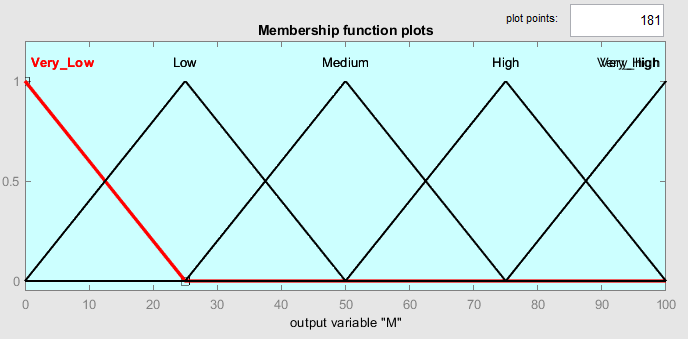 plot points: 181
Membership function plots
Very_Low Low Medium High Very_High
1
0.5
0
0 10 20 30 40 50 60 70 80 90 100
output variable "M"